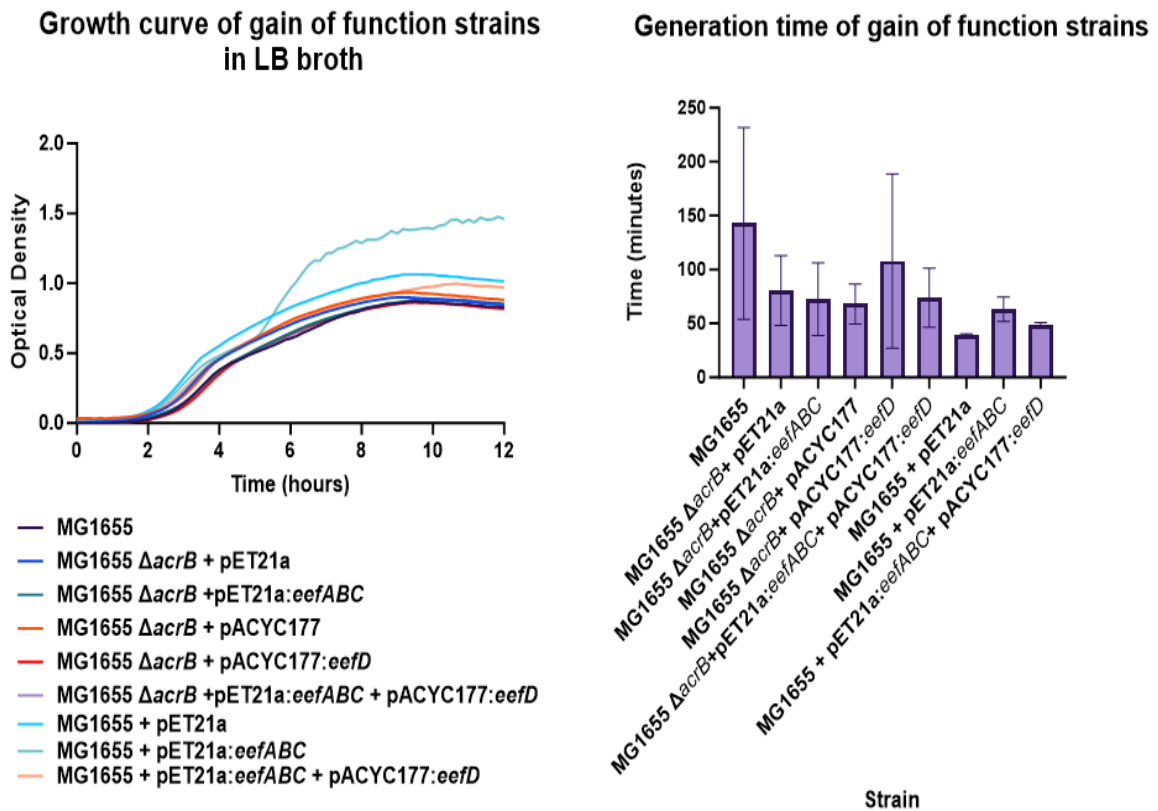 Growth curve of gain of function strains
in LB broth
2.0
1.5
1.0
0.5
0.0
Optical Density
0
2
4
6
8
10
12
Time (hours)
MG1655
MG1655 ΔacrB + pET21a
MG1655 ΔacrB +pET21a:eefABC
MG1655 ΔacrB + pACYC177
MG1655 ΔacrB + pACYC177:eefD
MG1655 ΔacrB +pET21a:eefABC + pACYC177:eefD
MG1655 + pET21a
MG1655 + pET21a:eefABC
MG1655 + pET21a:eefABC + pACYC177:eefD
Generation time of gain of function strains
250
200
150
100
50
0
Time (minutes)
MG1655
MG1655 ΔacrB+ pET21a
MG1655 ΔacrB+pET21a:eefABC
MG1655 ΔacrB+ pACYC177
MG1655 ΔacrB+ pACYC177:eefD
MG1655 ΔacrB+pET21a:eefABC+ pACYC177:eefD
MG1655 + pET21a
MG1655 + pET21a:eefABC
MG1655 + pET21a:eefABC+ pACYC177:eefD
Strain